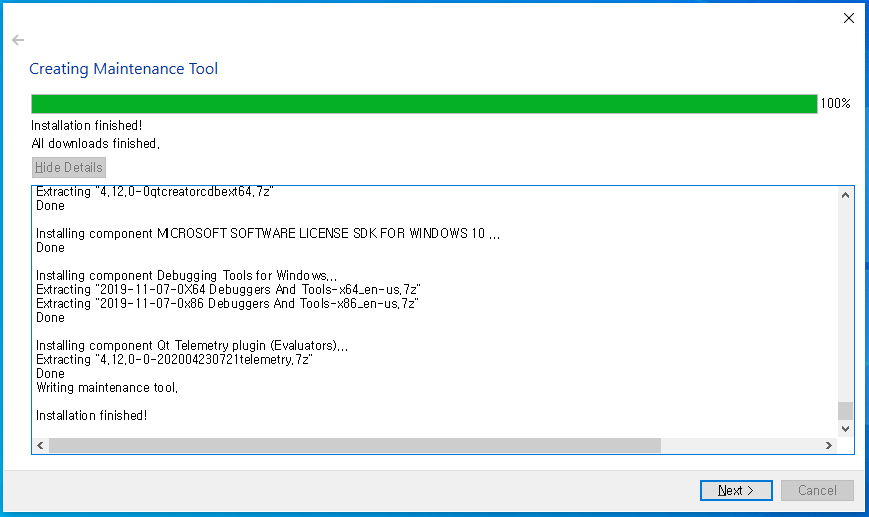 Creating Maintenance Tool
100%
Installation finished!
All downloads finished.
Hide Details
Extracting "4.12.0-0qtcreatorcdbext64.7z"
Done
Installing component MICROSOFT SOFTWARE LICENSE SDK FOR WINDOWS 10 ...
Done
Installing component Debugging Tools for Windows...
Extracting "2019-11-07-0X64 Debuggers And Tools-x64_en-us.7z"
Extracting "2019-11-07-0x86 Debuggers And Tools-x86_en-us.7z"
Done
Installing component Qt Telemetry plugin (Evaluators)...
Extracting "4.12.0-0-202004230721telemetry.7z"
Done
Writing maintenance tool.
Installation finished!
Next >
Cancel